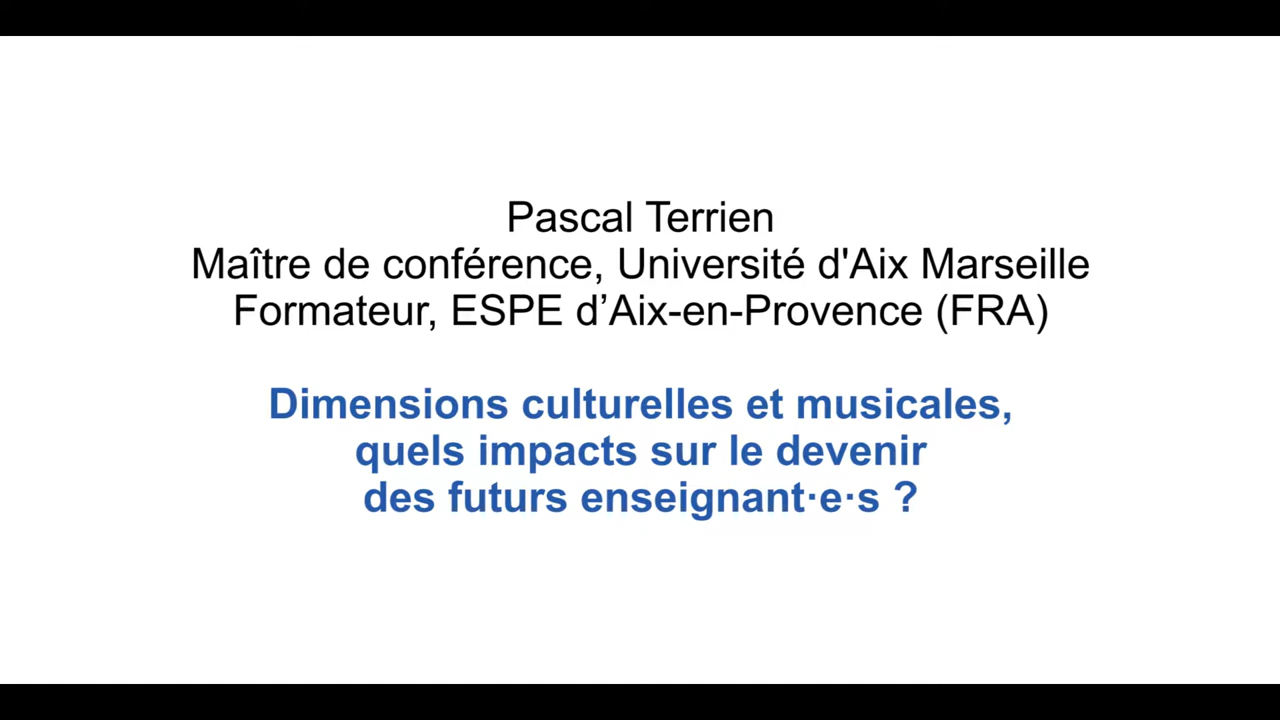 Pascal Terrien
Maître de conférence, Université d'Aix Marseille
Formateur, ESPE d’Aix-en-Provence (FRA)
Dimensions culturelles et musicales,
quels impacts sur le devenir
des futurs enseignant·e·s ?